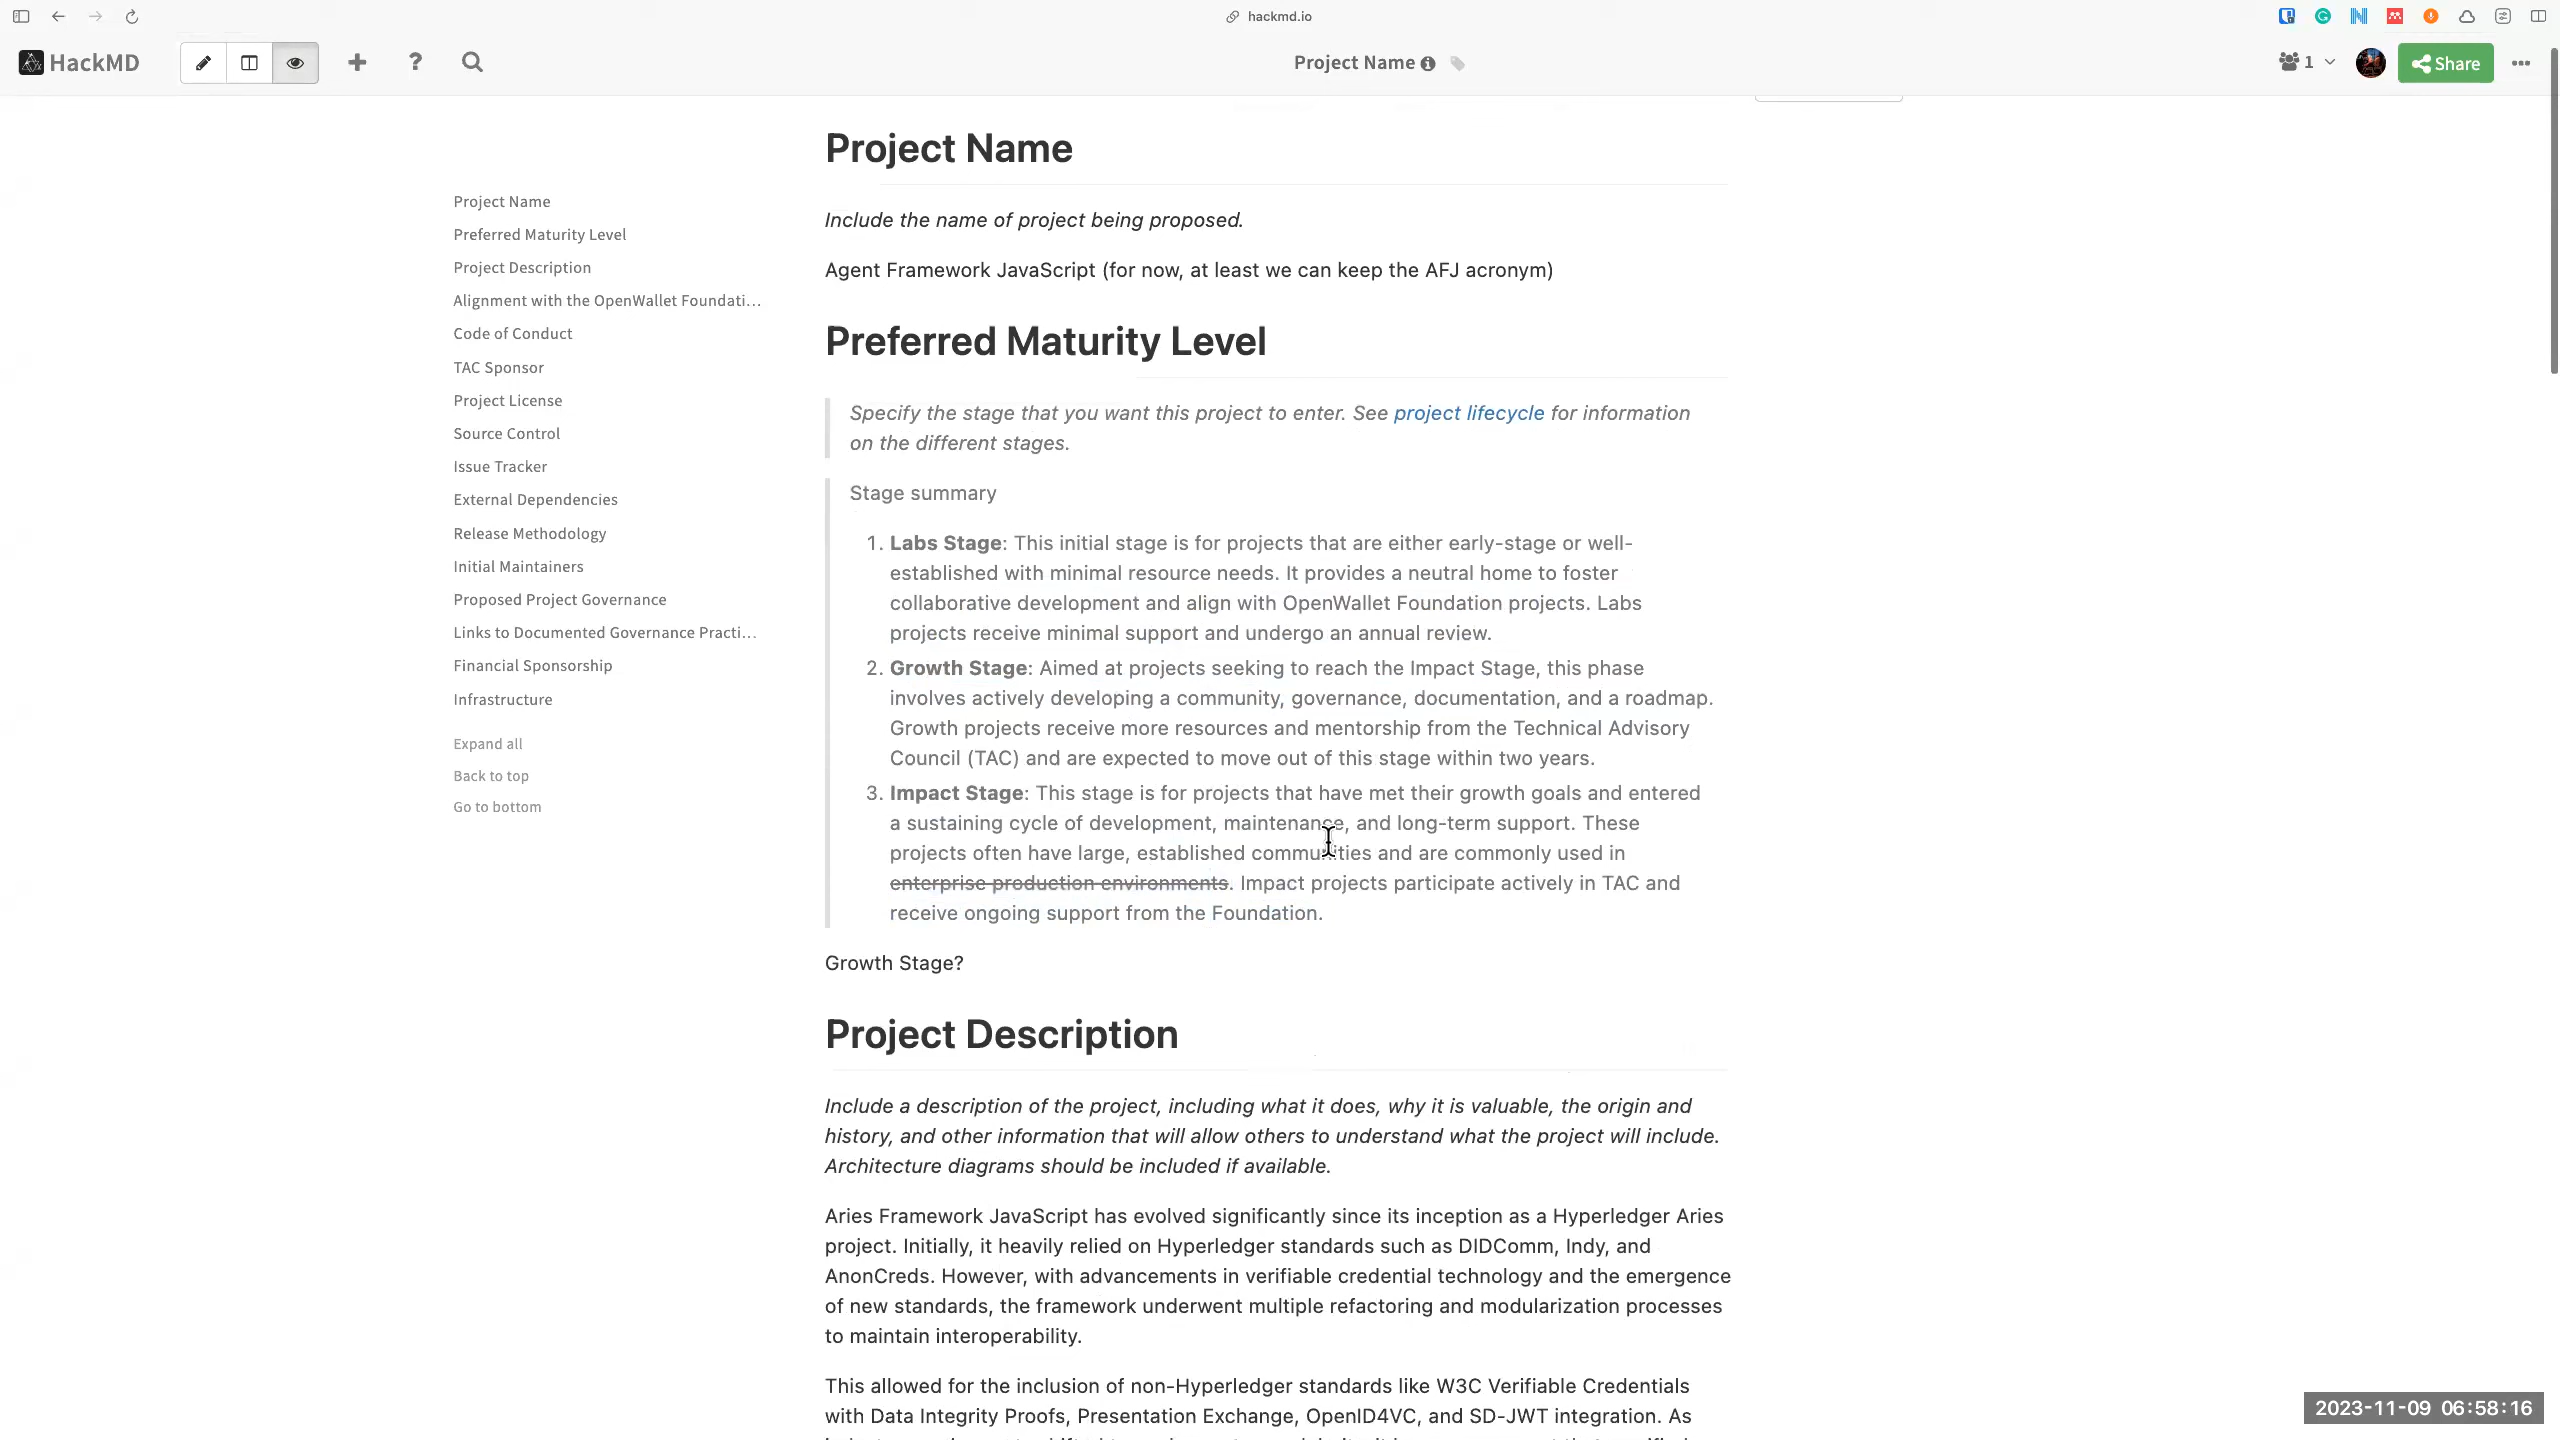 hackmd.io
HackMD
Project Name
1
Share
Project Name
Preferred Maturity Level
Project Description
Alignment with the OpenWallet Foundati...
Code of Conduct
TAC Sponsor
Project License
Source Control
Issue Tracker
External Dependencies
Release Methodology
Initial Maintainers
Proposed Project Governance
Links to Documented Governance Practi...
Financial Sponsorship
Infrastructure
Expand all
Back to top
Go to bottom
Project Name
Include the name of project being proposed.
Agent Framework JavaScript (for now, at least we can keep the AFJ acronym)
Preferred Maturity Level
Specify the stage that you want this project to enter. See project lifecycle for information
on the different stages.
Stage summary
1. Labs Stage: This initial stage is for projects that are either early-stage or well-
established with minimal resource needs. It provides a neutral home to foster
collaborative development and align with OpenWallet Foundation projects. Labs
projects receive minimal support and undergo an annual review.
2. Growth Stage: Aimed at projects seeking to reach the Impact Stage, this phase
involves actively developing a community, governance, documentation, and a roadmap.
Growth projects receive more resources and mentorship from the Technical Advisory
Council (TAC) and are expected to move out of this stage within two years.
3. Impact Stage: This stage is for projects that have met their growth goals and entered
a sustaining cycle of development, maintenance, and long-term support. These
projects often have large, established communities and are commonly used in
enterprise production environments. Impact projects participate actively in TAC and
receive ongoing support from the Foundation.
Growth Stage?
Project Description
Include a description of the project, including what it does, why it is valuable, the origin and
history, and other information that will allow others to understand what the project will include.
Architecture diagrams should be included if available.
Aries Framework JavaScript has evolved significantly since its inception as a Hyperledger Aries
project. Initially, it heavily relied on Hyperledger standards such as DIDComm, Indy, and
AnonCreds. However, with advancements in verifiable credential technology and the emergence
of new standards, the framework underwent multiple refactoring and modularization processes
to maintain interoperability.
This allowed for the inclusion of non-Hyperledger standards like W3C Verifiable Credentials
with Data Integrity Proofs, Presentation Exchange, OpenID4VC, and SD-JWT integration. As
2023-11-09 06:58:16